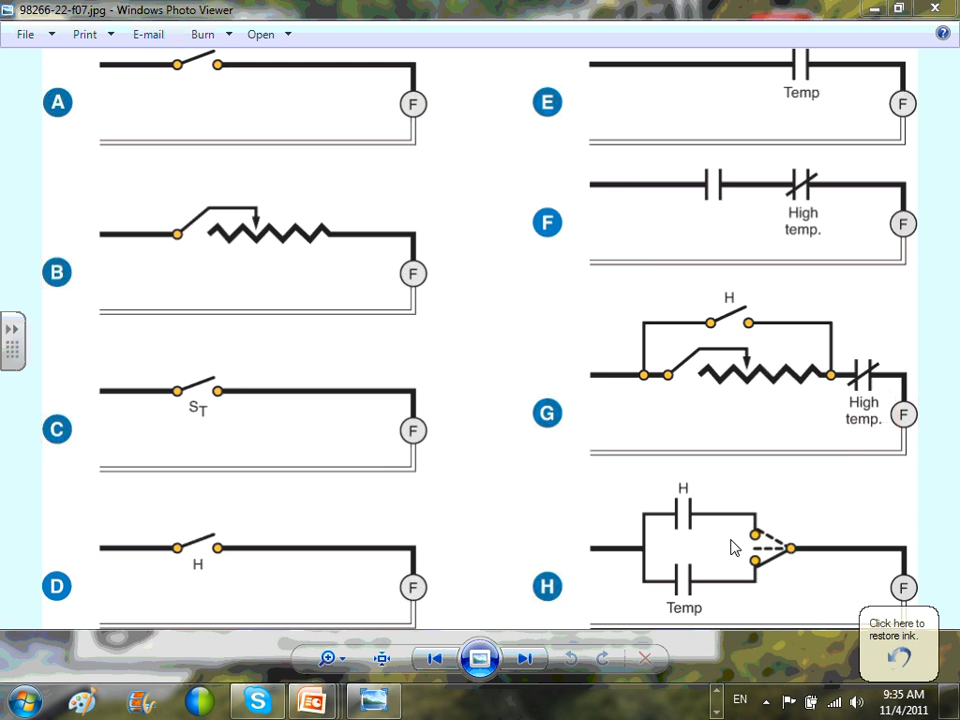 98266-22-f07.jpg - Windows Photo Viewer
File Print E-mail Burn Open
A
F
B
F
C
S_T
F
D
H
F
E
Temp
F
F
High
temp.
F
G
H
High
temp.
F
H
H
Temp
F
Click here to
restore ink.
EN
9:35 AM
11/4/2011